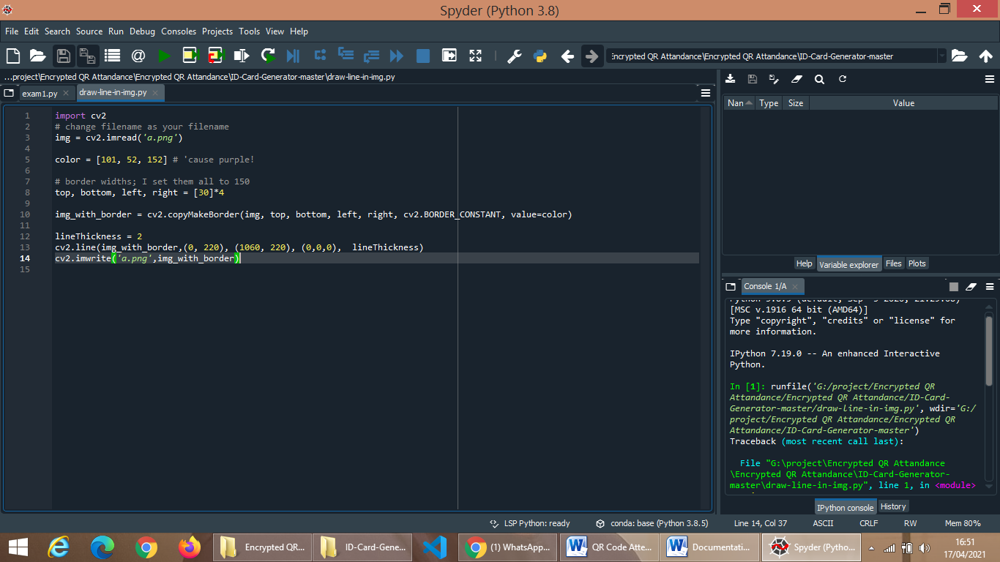 Spyder (Python 3.8)
File Edit Search Source Run Debug Consoles Projects Tools View Help
Encrypted QR Attandance\Encrypted QR Attandance\ID-Card-Generator-master
...project\Encrypted QR Attandance\Encrypted QR Attandance\ID-Card-Generator-master\draw-line-in-img.py
exam1.py draw-line-in-img.py
1 import cv2
2 # change filename as your filename
3 img = cv2.imread('a.png')
4
5 color = [101, 52, 152] # 'cause purple!
6
7 # border widths; I set them all to 150
8 top, bottom, left, right = [30]*4
9
10 img_with_border = cv2.copyMakeBorder(img, top, bottom, left, right, cv2.BORDER_CONSTANT, value=color)
11
12 lineThickness = 2
13 cv2.line(img_with_border,(0, 220), (1060, 220), (0,0,0),  lineThickness)
14 cv2.imwrite('a.png',img_with_border)
15
Nan Type Size Value
Help Variable explorer Files Plots
Console 1/A
[MSC v.1916 64 bit (AMD64)]
Type "copyright", "credits" or "license" for
more information.
IPython 7.19.0 -- An enhanced Interactive
Python.
In [1]: runfile('G:/project/Encrypted QR
Attandance/Encrypted QR Attandance/ID-Card-
Generator-master/draw-line-in-img.py', wdir='G:/
project/Encrypted QR Attandance/Encrypted QR
Attandance/ID-Card-Generator-master')
Traceback (most recent call last):
File "G:\project\Encrypted QR Attandance
\Encrypted QR Attandance\ID-Card-Generator-
master\draw-line-in-img.py", line 1, in <module>
IPython console History
LSP Python: ready conda: base (Python 3.8.5) Line 14, Col 37 ASCII CRLF RW Mem 80%
Encrypted QR... ID-Card-Gene... (1) WhatsApp... QR Code Atte... Documentati... Spyder (Pytho...
16:51
17/04/2021